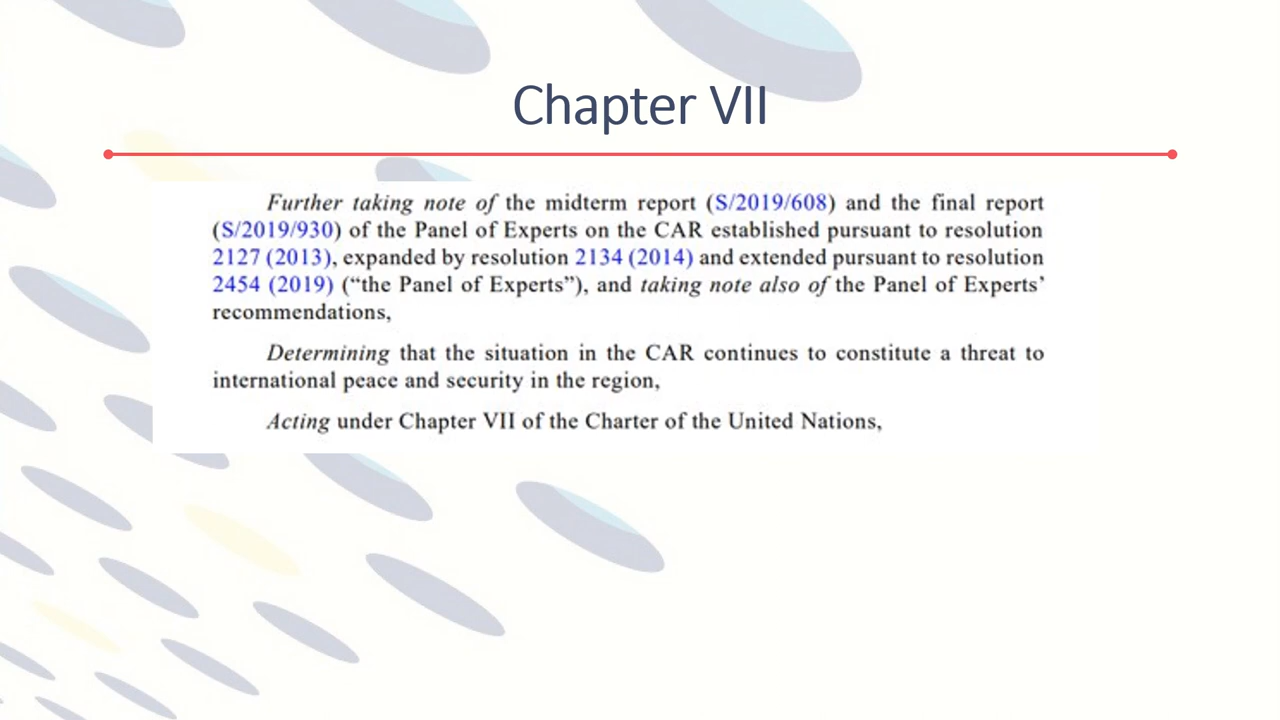 Chapter VII
Further taking note of the midterm report (S/2019/608) and the final report
(S/2019/930) of the Panel of Experts on the CAR established pursuant to resolution
2127 (2013), expanded by resolution 2134 (2014) and extended pursuant to resolution
2454 (2019) (“the Panel of Experts”), and taking note also of the Panel of Experts’
recommendations,
Determining that the situation in the CAR continues to constitute a threat to
international peace and security in the region,
Acting under Chapter VII of the Charter of the United Nations,